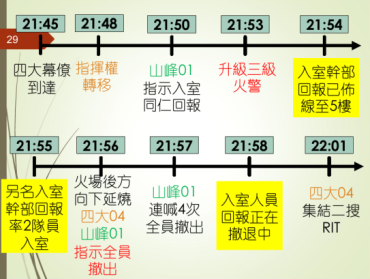 21:45
21:48
21:50
21:53
21:54
29
四大幕僚
到達
指揮權
轉移
山峰01
指示入室
同仁回報
升級三級
火警
入室幹部
回報已佈
線至5樓
21:55
21:56
21:57
21:58
22:01
另名入室
幹部回報
率2隊員
入室
火場後方
向下延燒
四大04
山峰01
指示全員
撤出
山峰01
連喊4次
全員撤出
入室人員
回報正在
撤退中
四大04
集結二搜
RIT